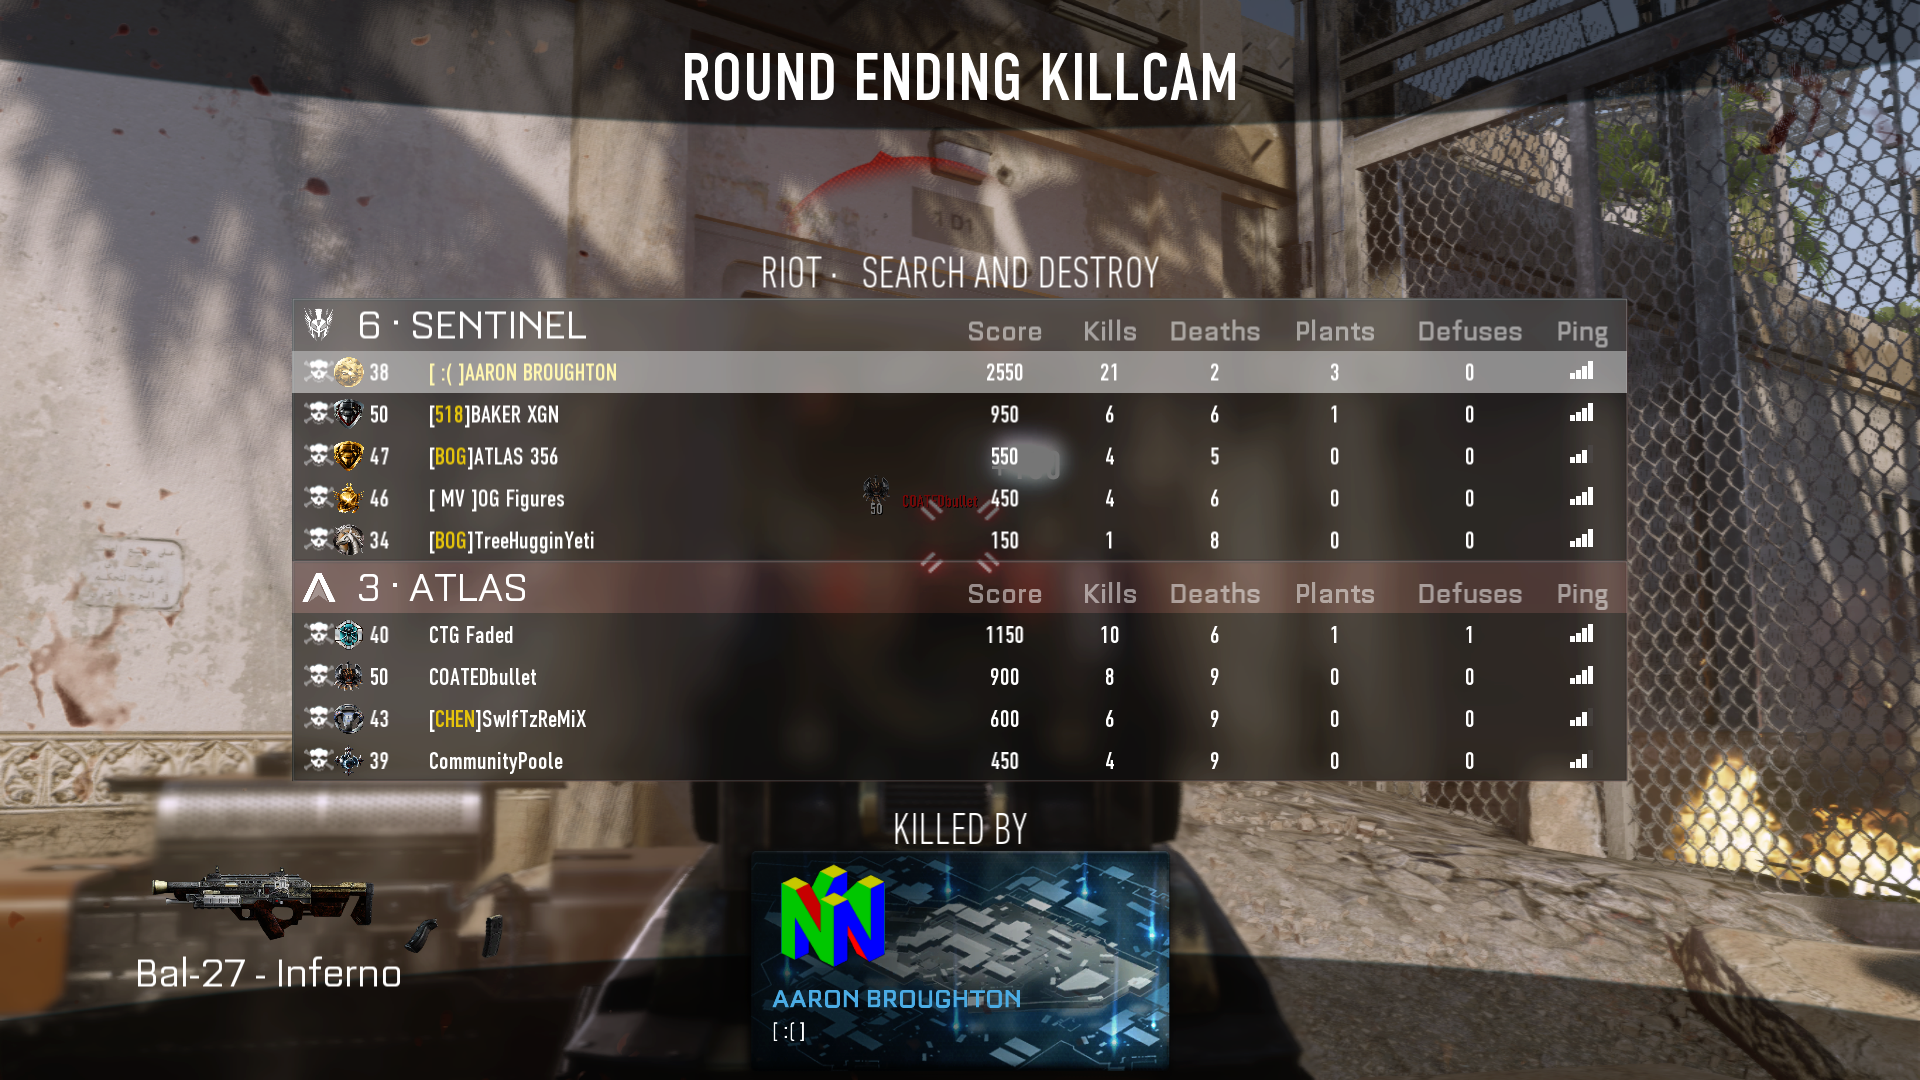 ROUND ENDING KILLCAM
1 01
RIOT · SEARCH AND DESTROY
6 · SENTINEL Score Kills Deaths Plants Defuses Ping
38 [ :( ]AARON BROUGHTON 2550 21 2 3 0
50 [518]BAKER XGN 950 6 6 1 0
47 [BOG]ATLAS 356 550 4 5 0 0
46 [ MV ]OG Figures 450 4 6 0 0
50 COATEDbullet
34 [BOG]TreeHugginYeti 150 1 8 0 0
3 · ATLAS Score Kills Deaths Plants Defuses Ping
40 CTG Faded 1150 10 6 1 1
50 COATEDbullet 900 8 9 0 0
43 [CHEN]SwIfTzReMiX 600 6 9 0 0
39 CommunityPoole 450 4 9 0 0
KILLED BY
Bal-27 - Inferno
AARON BROUGHTON
[ :( ]